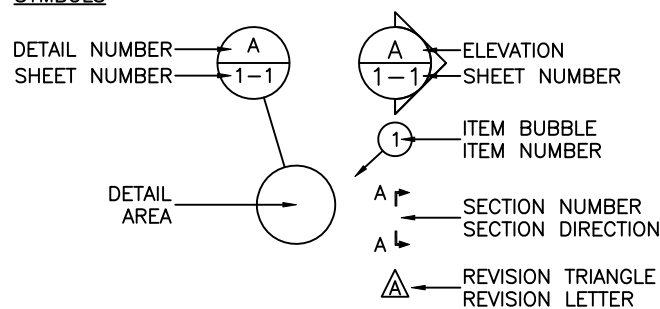 SYMBOLS
DETAIL NUMBER
SHEET NUMBER
A
1-1
A
1-1
ELEVATION
SHEET NUMBER
1
ITEM BUBBLE
ITEM NUMBER
DETAIL
AREA
A
A
SECTION NUMBER
SECTION DIRECTION
A
REVISION TRIANGLE
REVISION LETTER